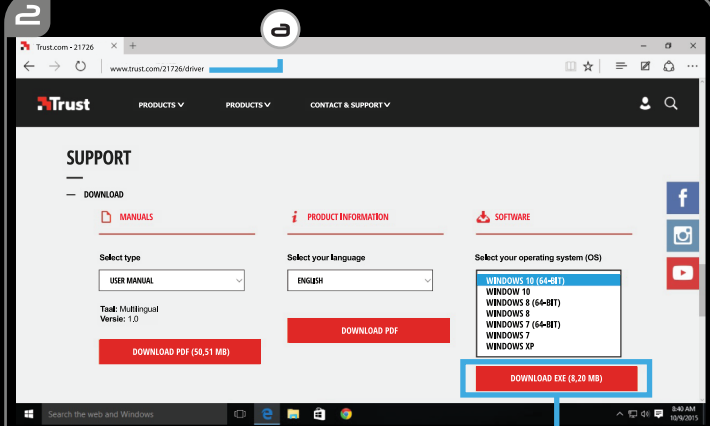 2
a
Trust.com - 21726
www.trust.com/21726/driver
Trust PRODUCTS PRODUCTS CONTACT & SUPPORT
SUPPORT
DOWNLOAD
MANUALS
Select type
USER MANUAL
Taal: Multilingual
Versie: 1,0
DOWNLOAD PDF (50,51 MB)
PRODUCT INFORMATION
Select your language
ENGLISH
DOWNLOAD PDF
SOFTWARE
Select your operating system (OS)
WINDOWS 10 (64-BIT)
WINDOW 10
WINDOWS 8 (64-BIT)
WINDOWS 8
WINDOWS 7 (64-BIT)
WINDOWS 7
WINDOWS XP
DOWNLOAD EXE (8,20 MB)
Search the web and Windows
8:40 AM
10/9/2015